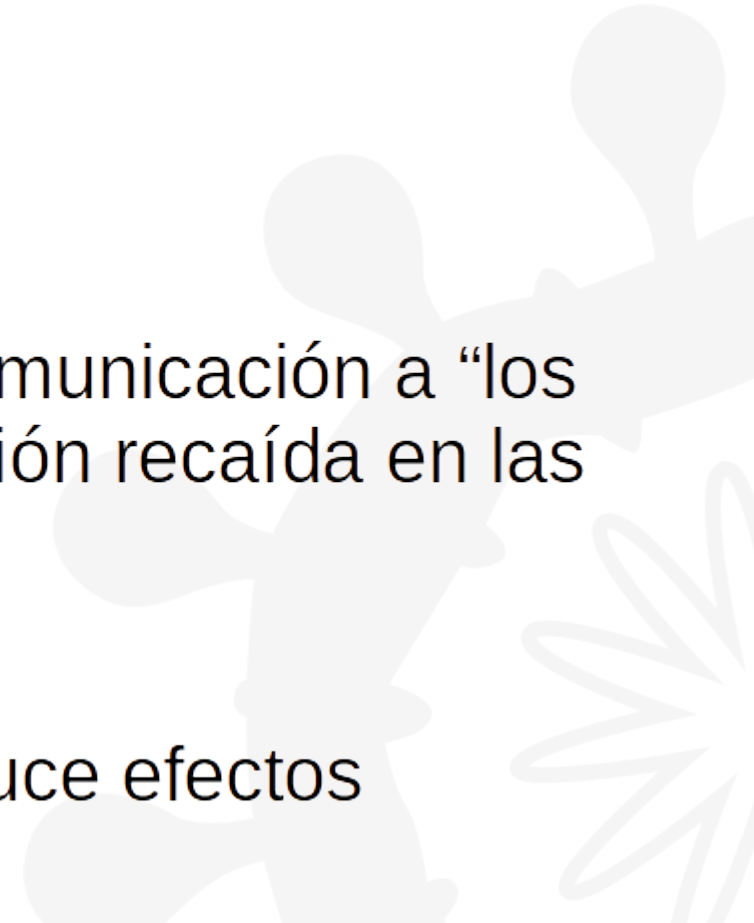 municación a “los
ión recaída en las
uce efectos